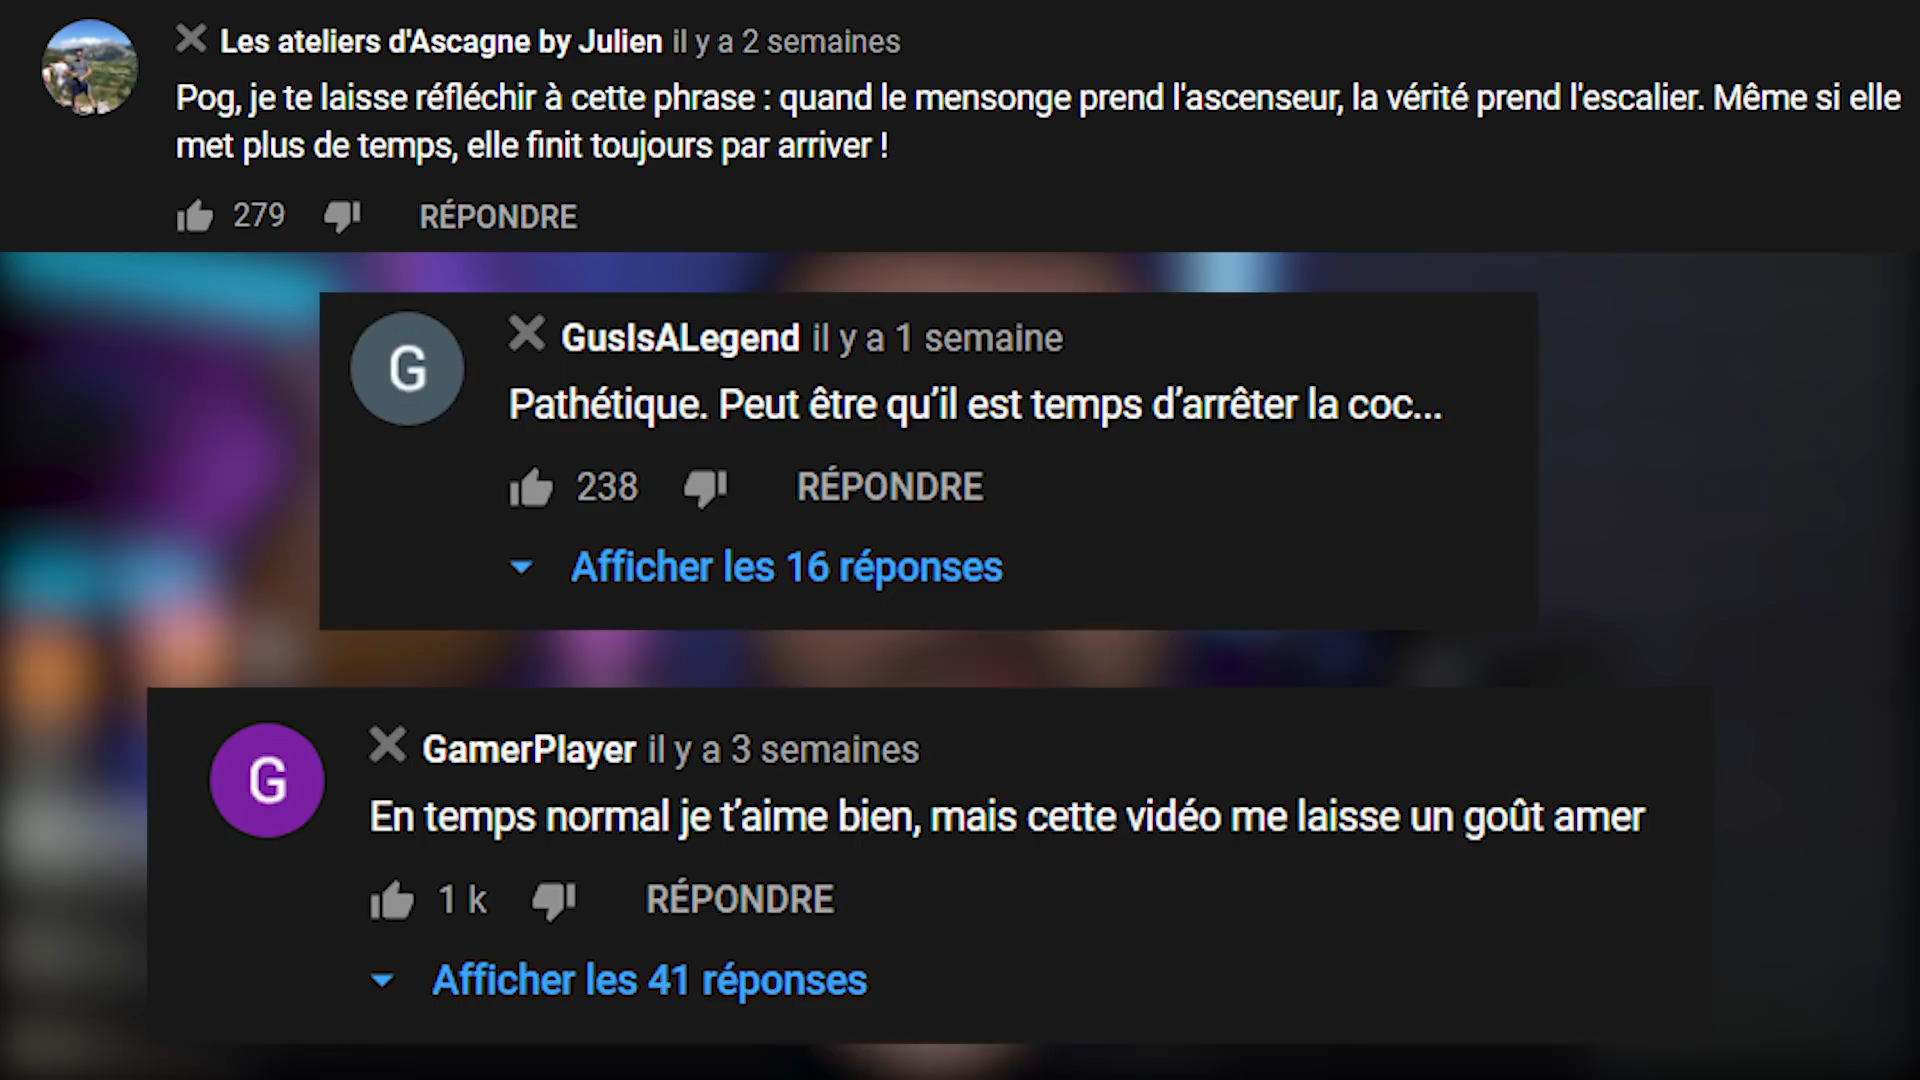 Les ateliers d'Ascagne by Julien il y a 2 semaines
Pog, je te laisse réfléchir à cette phrase : quand le mensonge prend l'ascenseur, la vérité prend l'escalier. Même si elle
met plus de temps, elle finit toujours par arriver !
279 RÉPONDRE
G
GusIsALegend il y a 1 semaine
Pathétique. Peut être qu’il est temps d’arrêter la coc...
238 RÉPONDRE
Afficher les 16 réponses
G
GamerPlayer il y a 3 semaines
En temps normal je t’aime bien, mais cette vidéo me laisse un goût amer
1 k RÉPONDRE
Afficher les 41 réponses